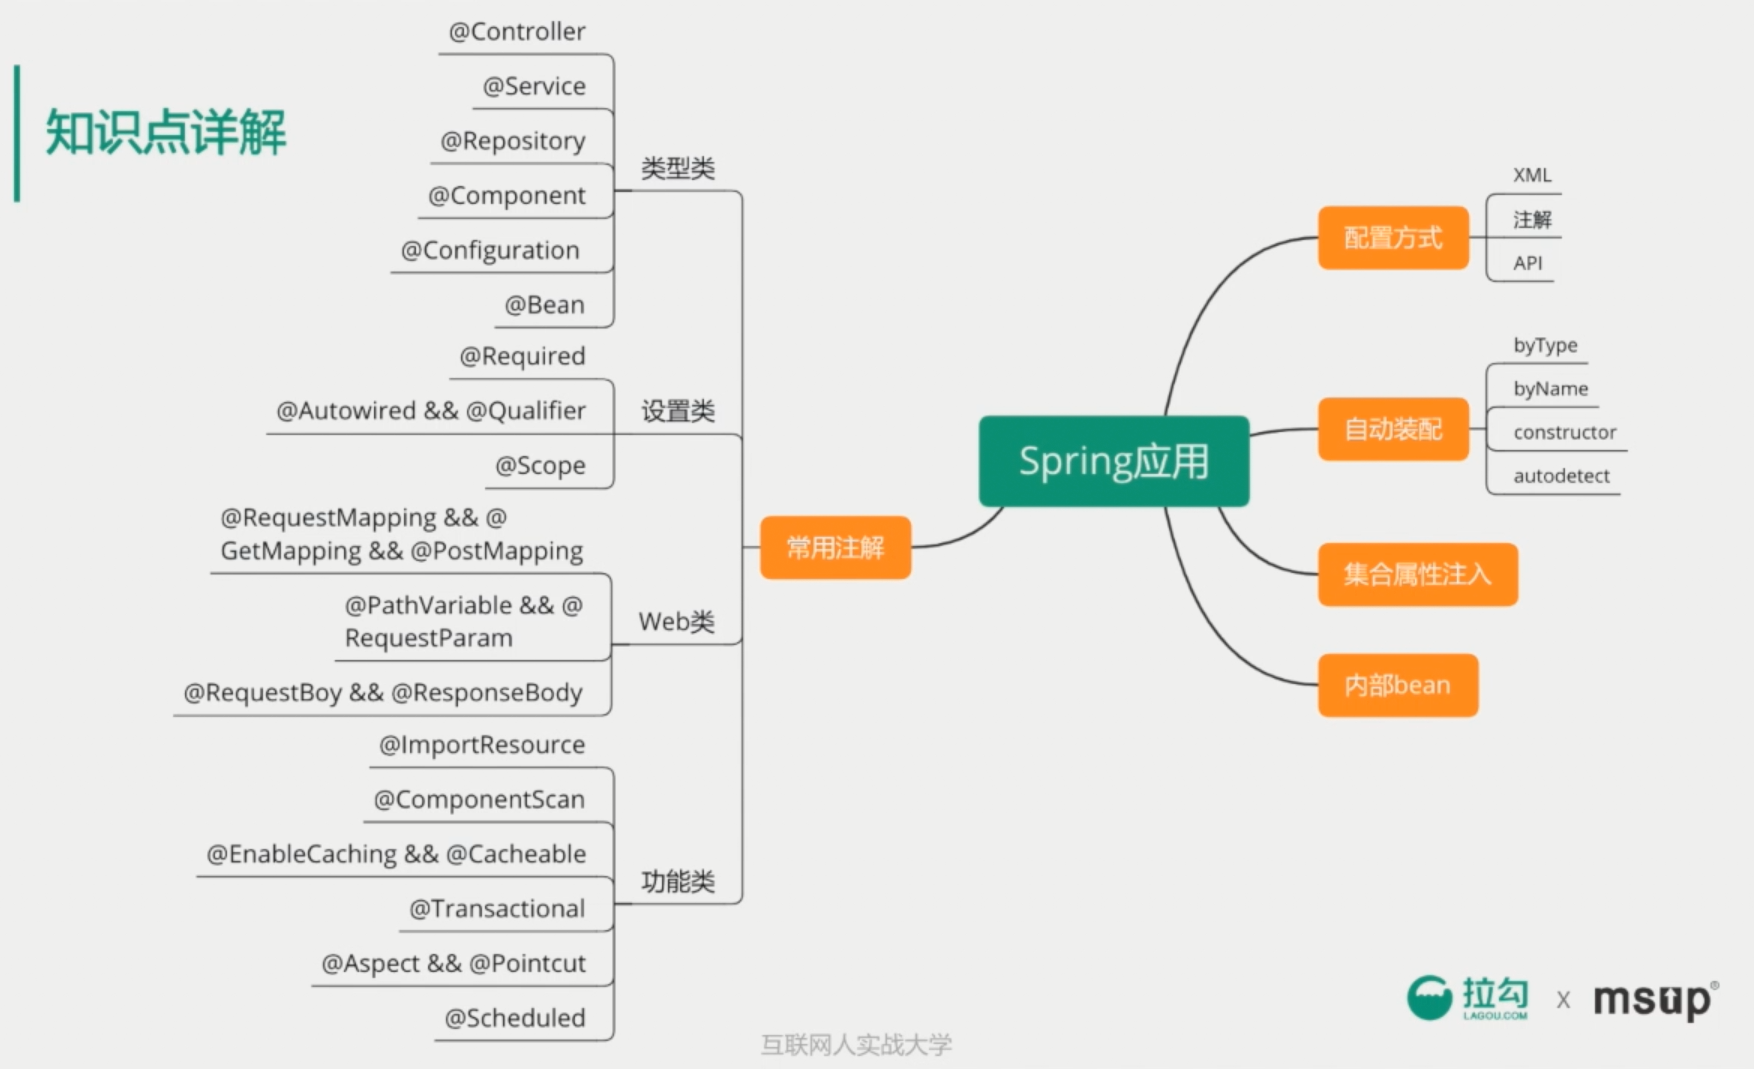 知识点详解
@Controller
@Service
@Repository
@Component
@Configuration
@Bean
类型类
@Required
@Autowired && @Qualifier
@Scope
设置类
@RequestMapping && @
GetMapping && @PostMapping
@PathVariable && @
RequestParam
@RequestBoy && @ResponseBody
Web类
@ImportResource
@ComponentScan
@EnableCaching && @Cacheable
@Transactional
@Aspect && @Pointcut
@Scheduled
功能类
常用注解
Spring应用
配置方式
XML
注解
API
自动装配
byType
byName
constructor
autodetect
集合属性注入
内部bean
拉勾
LAGOU.COM
X
msup®
互联网人实战大学